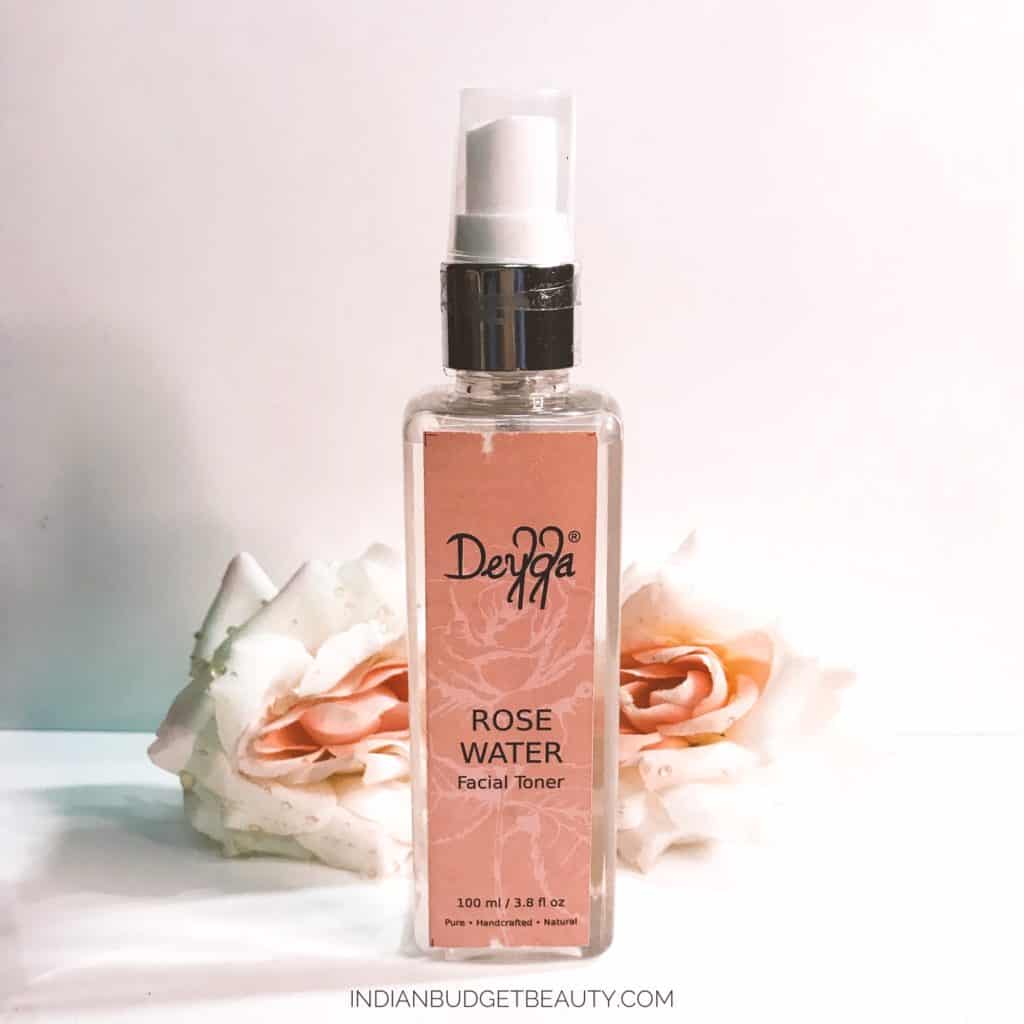 Deyga®
ROSE
WATER
Facial Toner
100 ml / 3.8 fl oz
Pure • Handcrafted • Natural
INDIANBUDGETBEAUTY.COM